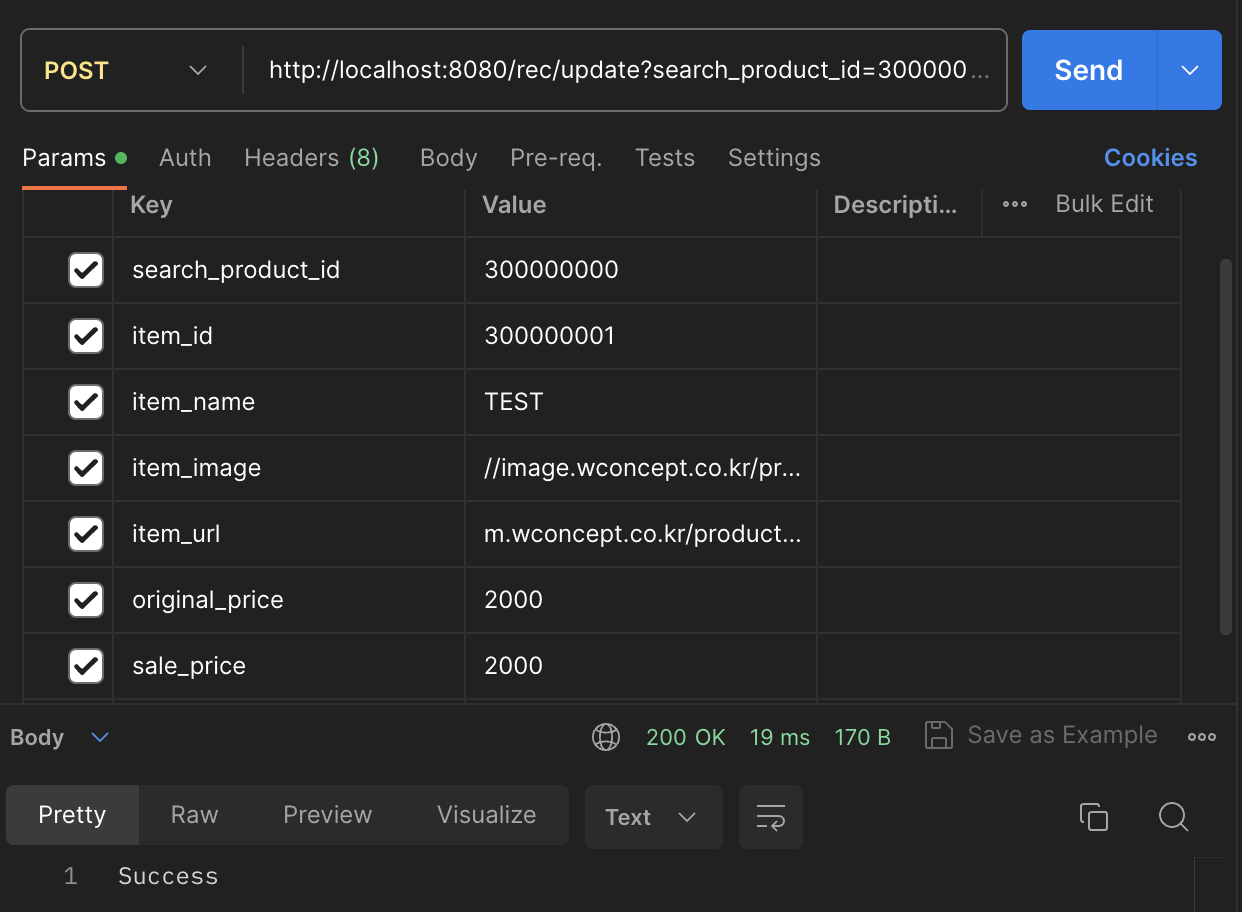 POST http://localhost:8080/rec/update?search_product_id=300000... Send
Params Auth Headers (8) Body Pre-req. Tests Settings Cookies
Key Value Descripti... Bulk Edit
search_product_id 300000000
item_id 300000001
item_name TEST
item_image //image.wconcept.co.kr/pr...
item_url m.wconcept.co.kr/product...
original_price 2000
sale_price 2000
Body 200 OK 19 ms 170 B Save as Example
Pretty Raw Preview Visualize Text
1 Success